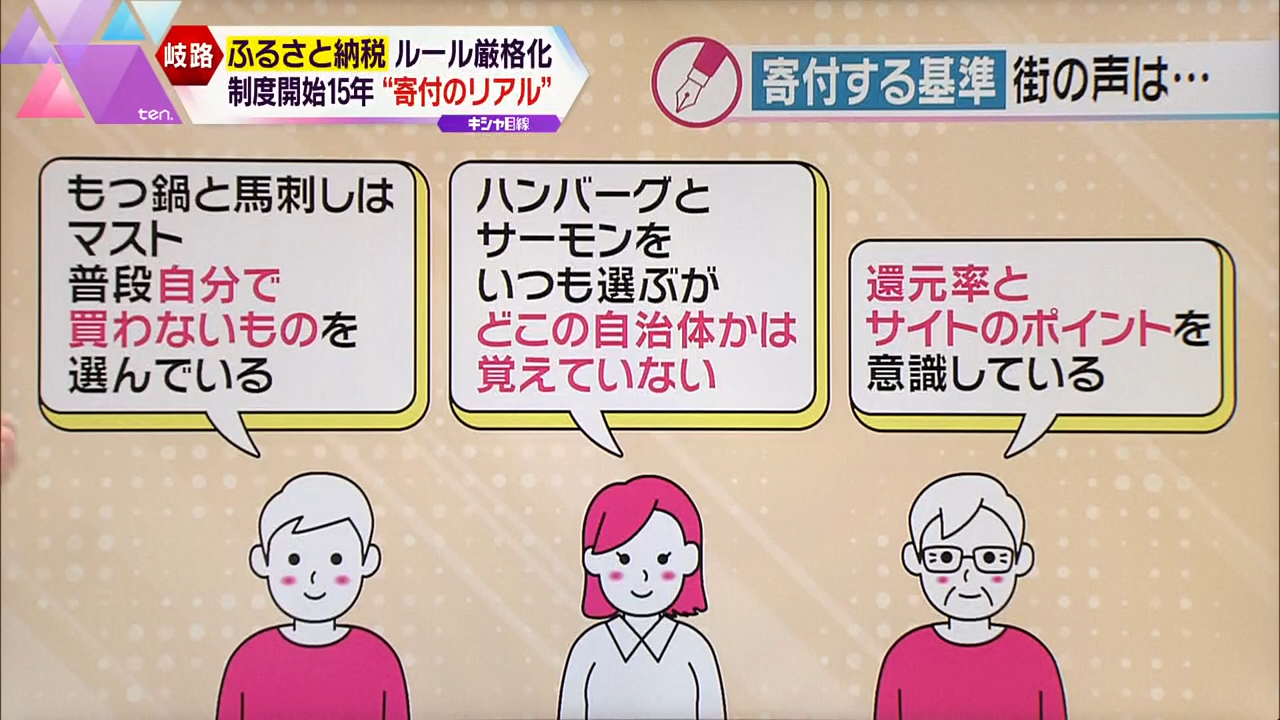 岐路
ふるさと納税 ルール厳格化
制度開始15年 “寄付のリアル”
キシャ目線
ten.
寄付する基準 街の声は…
もつ鍋と馬刺しは
マスト
普段自分で
買わないものを
選んでいる
ハンバーグと
サーモンを
いつも選ぶが
どこの自治体かは
覚えていない
還元率と
サイトのポイントを
意識している